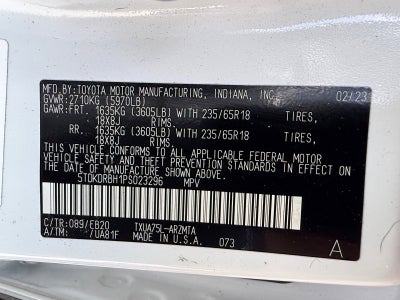 MFD.BY:TOYOTA MOTOR MANUFACTURING, INDIANA, INC. 02/23
GVWR:2710KG (5970LB)
GAWR:FRT. 1635KG (3605LB) WITH 235/65R18 TIRES,
18X8J RIMS.
RR. 1635KG (3605LB) WITH 235/65R18 TIRES,
18X8J RIMS.
THIS VEHICLE CONFORMS TO ALL APPLICABLE FEDERAL MOTOR
VEHICLE SAFETY, BUMPER, AND THEFT PREVENTION STANDARDS IN EFFECT
ON THE DATE OF MANUFACTURE SHOWN ABOVE.
5TDKDRBH1PS023296 MPV
C/TR:089/EB20 TXUA75L-ARZMTA
A/TM: /UA81F MADE IN U.S.A. 073 A